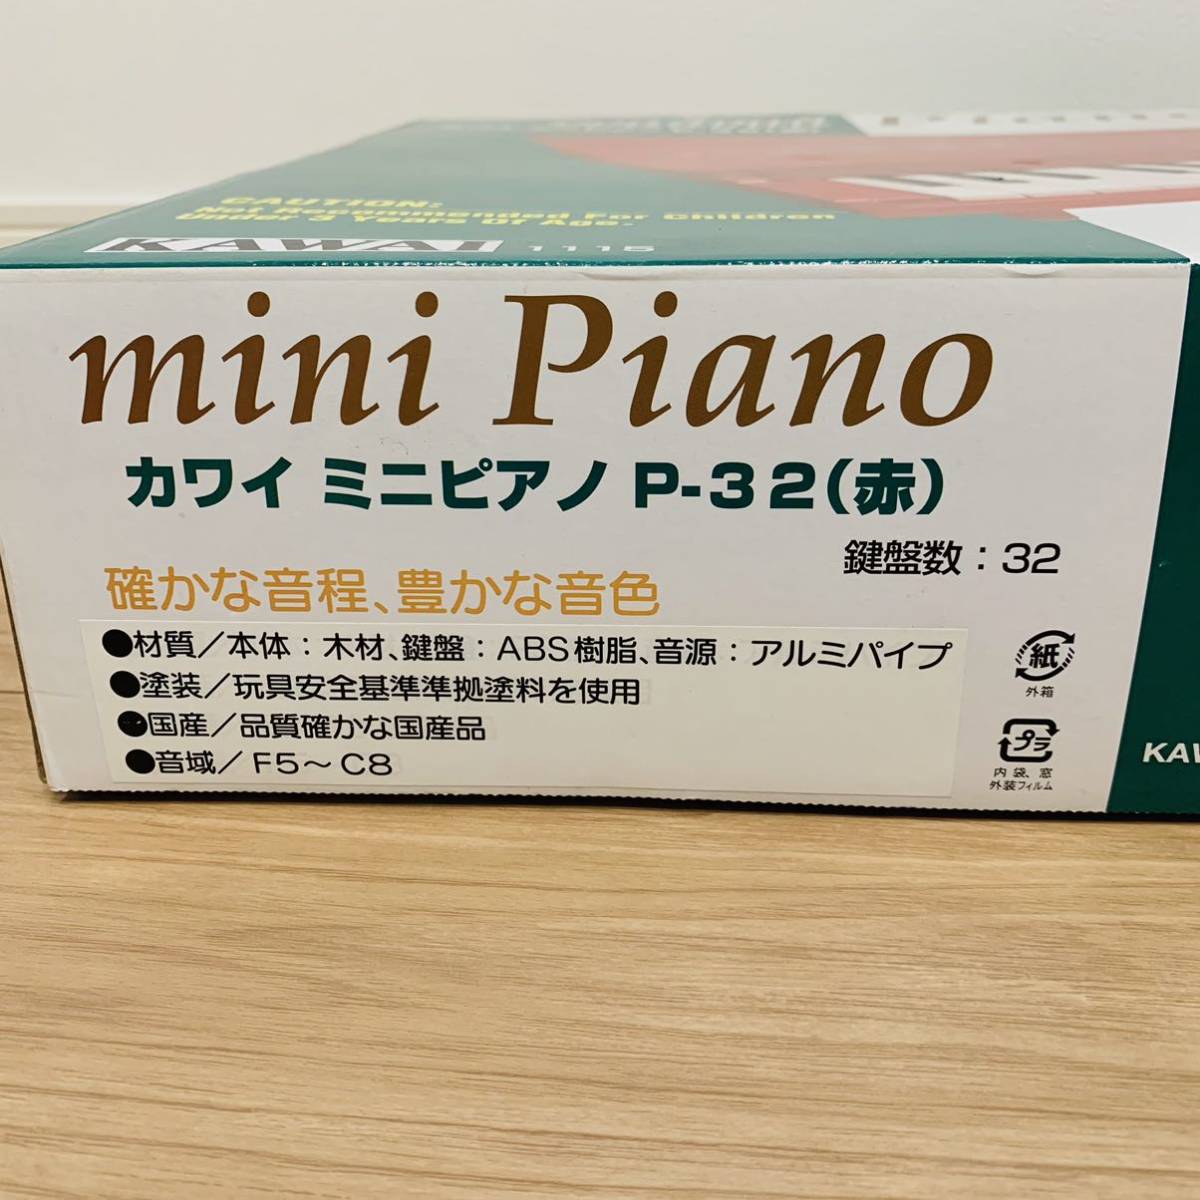 CAUTION:
Not Recommended For Children
Under 3 Years Of Age.
KAWAI 1115
mini Piano
カワイ ミニピアノ P-32(赤)
鍵盤数：32
確かな音程、豊かな音色
●材質／本体：木材、鍵盤：ABS樹脂、音源：アルミパイプ
●塗装／玩具安全基準準拠塗料を使用
●国産／品質確かな国産品
●音域／F5～C8
紙
外箱
プラ
内袋、窓
外装フィルム